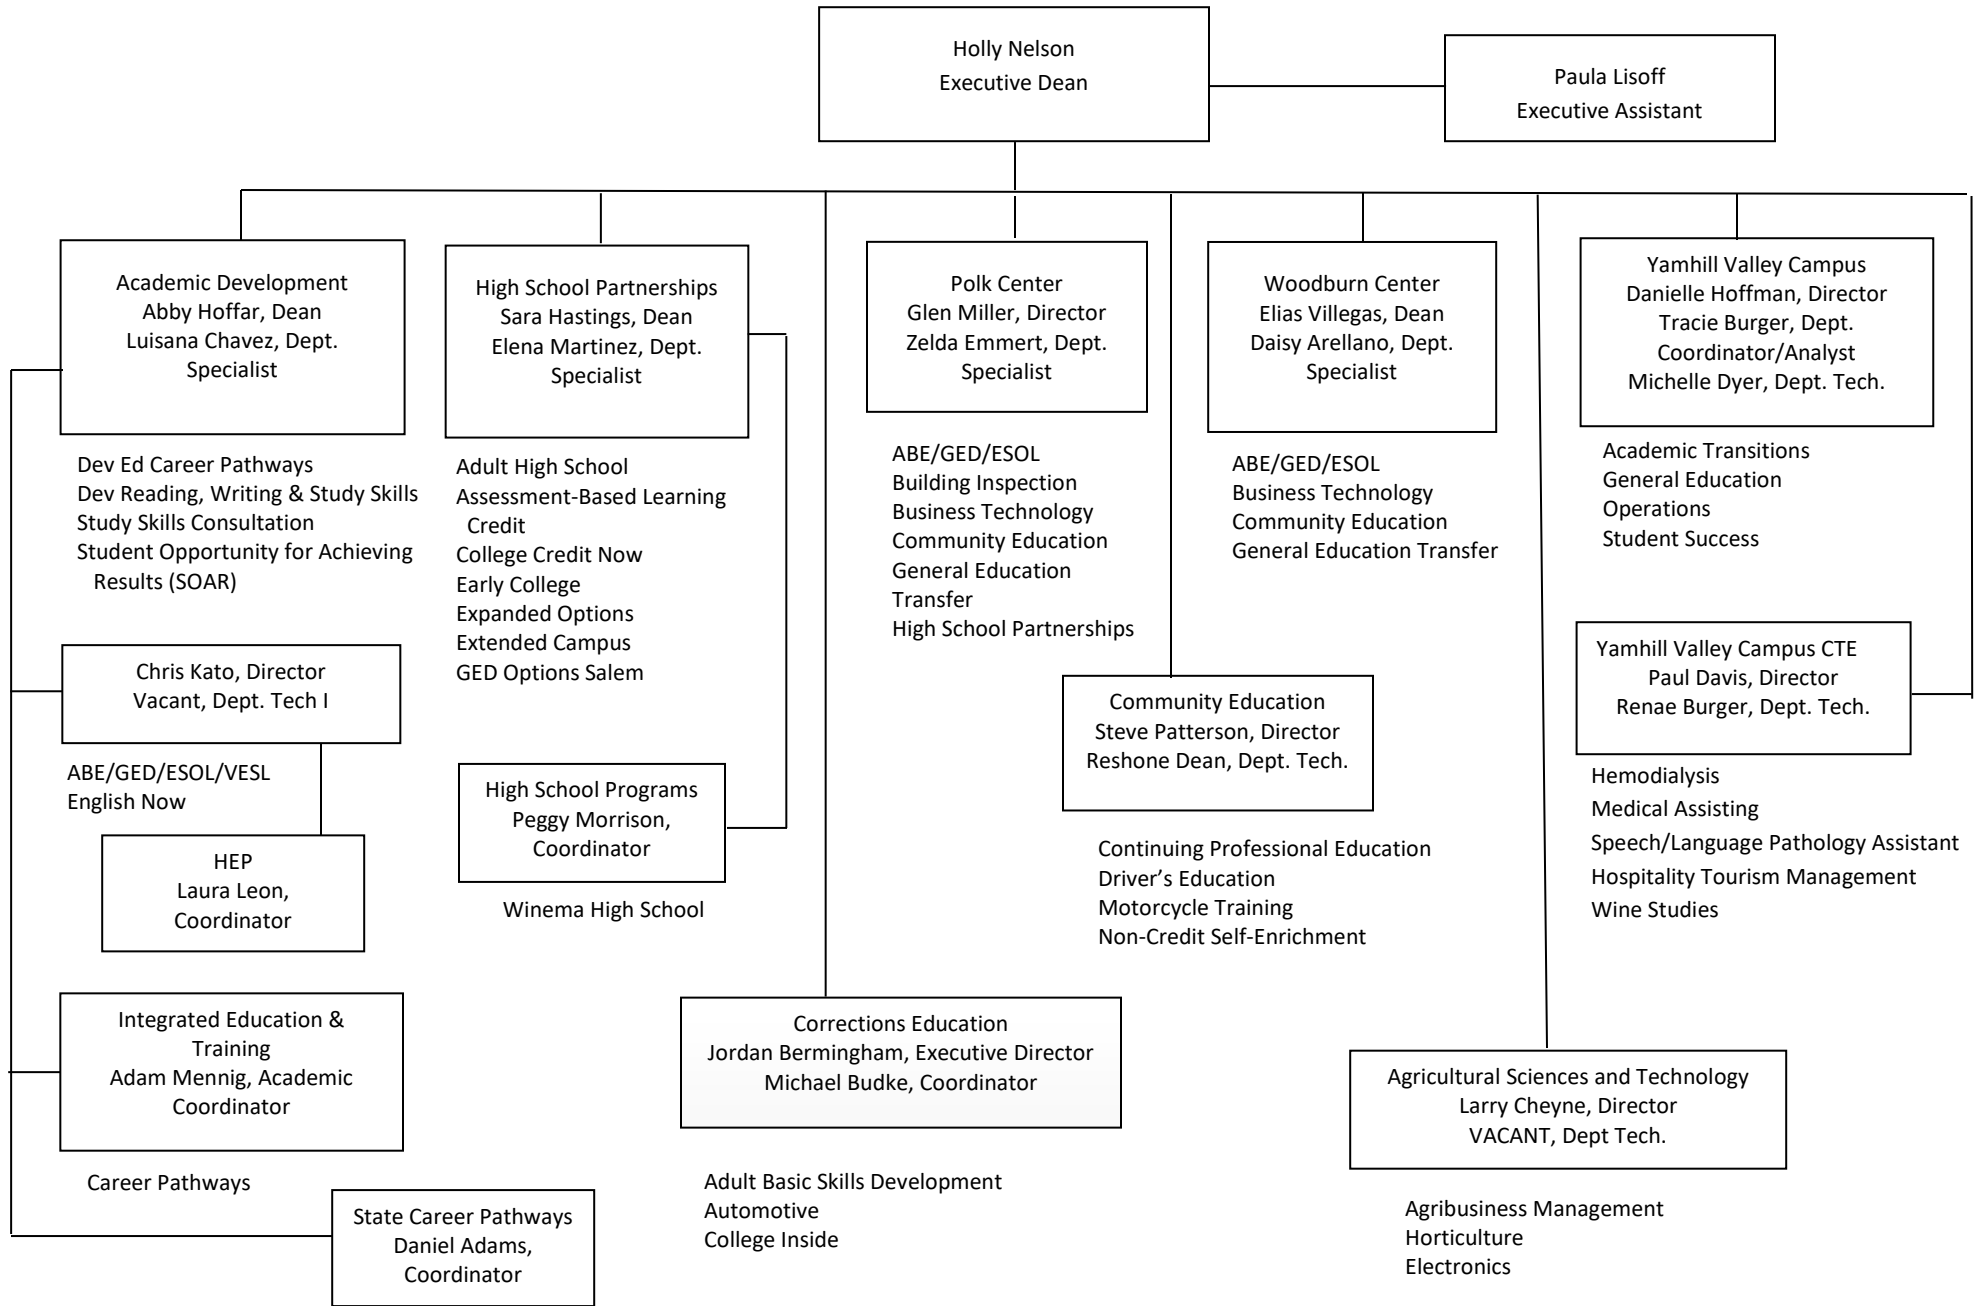 Holly Nelson
Executive Dean
Paula Lisoff
Executive Assistant
Academic Development
Abby Hoffar, Dean
Luisana Chavez, Dept.
Specialist
Dev Ed Career Pathways
Dev Reading, Writing & Study Skills
Study Skills Consultation
Student Opportunity for Achieving
Results (SOAR)
Chris Kato, Director
Vacant, Dept. Tech I
ABE/GED/ESOL/VESL
English Now
HEP
Laura Leon,
Coordinator
Integrated Education &
Training
Adam Mennig, Academic
Coordinator
Career Pathways
State Career Pathways
Daniel Adams,
Coordinator
High School Partnerships
Sara Hastings, Dean
Elena Martinez, Dept.
Specialist
Adult High School
Assessment-Based Learning
Credit
College Credit Now
Early College
Expanded Options
Extended Campus
GED Options Salem
High School Programs
Peggy Morrison,
Coordinator
Winema High School
Corrections Education
Jordan Bermingham, Executive Director
Michael Budke, Coordinator
Adult Basic Skills Development
Automotive
College Inside
Polk Center
Glen Miller, Director
Zelda Emmert, Dept.
Specialist
ABE/GED/ESOL
Building Inspection
Business Technology
Community Education
General Education
Transfer
High School Partnerships
Community Education
Steve Patterson, Director
Reshone Dean, Dept. Tech.
Continuing Professional Education
Driver’s Education
Motorcycle Training
Non-Credit Self-Enrichment
Woodburn Center
Elias Villegas, Dean
Daisy Arellano, Dept.
Specialist
ABE/GED/ESOL
Business Technology
Community Education
General Education Transfer
Agricultural Sciences and Technology
Larry Cheyne, Director
VACANT, Dept Tech.
Agribusiness Management
Horticulture
Electronics
Yamhill Valley Campus
Danielle Hoffman, Director
Tracie Burger, Dept.
Coordinator/Analyst
Michelle Dyer, Dept. Tech.
Academic Transitions
General Education
Operations
Student Success
Yamhill Valley Campus CTE
Paul Davis, Director
Renae Burger, Dept. Tech.
Hemodialysis
Medical Assisting
Speech/Language Pathology Assistant
Hospitality Tourism Management
Wine Studies